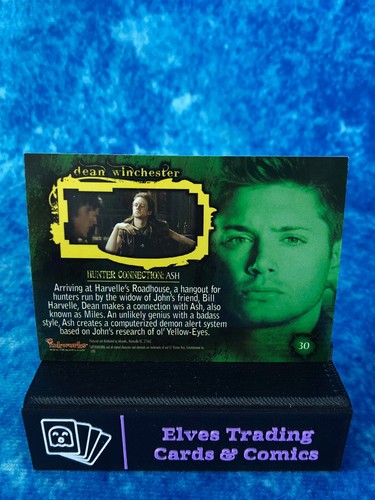 dean winchester
HUNTER CONNECTION: ASH
Arriving at Harvelle's Roadhouse, a hangout for
hunters run by the widow of John's friend, Bill
Harvelle, Dean makes a connection with Ash, also
known as Miles. An unlikely genius with a badass
style, Ash creates a computerized demon alert system
based on John's research of ol' Yellow-Eyes.
30
Elves Trading
Cards & Comics